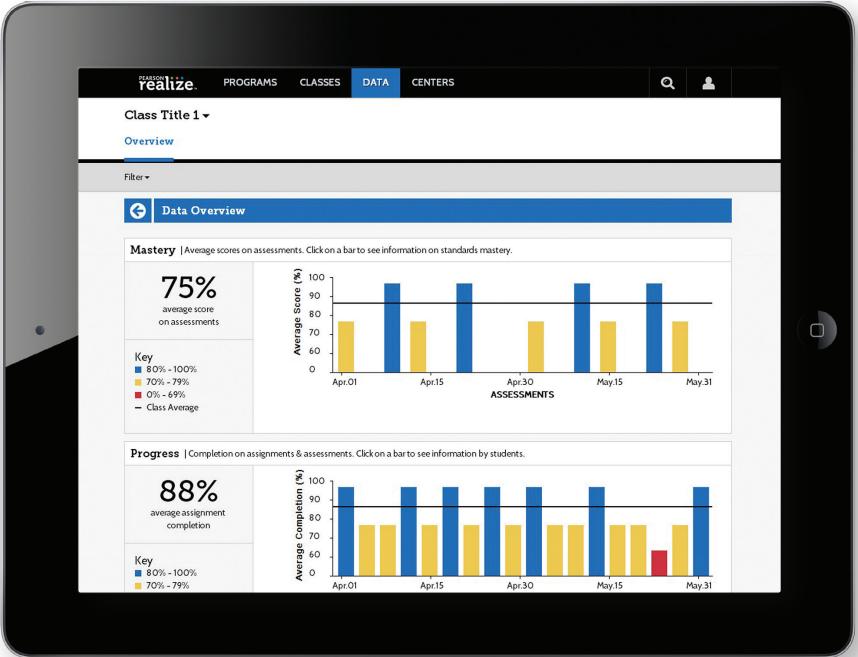 PEARSON
realize.
PROGRAMS CLASSES DATA CENTERS
Class Title 1
Overview
Filter
Data Overview
Mastery | Average scores on assessments. Click on a bar to see information on standards mastery.
75%
average score
on assessments
Key
80% - 100%
70% - 79%
0% - 69%
Class Average
Average Score (%)
100
90
80
70
60
0
Apr.01 Apr.15 Apr.30 May.15 May.31
ASSESSMENTS
Progress | Completion on assignments & assessments. Click on a bar to see information by students.
88%
average assignment
completion
Key
80% - 100%
70% - 79%
Average Completion (%)
100
90
80
70
60
0
Apr.01 Apr.15 Apr.30 May.15 May.31